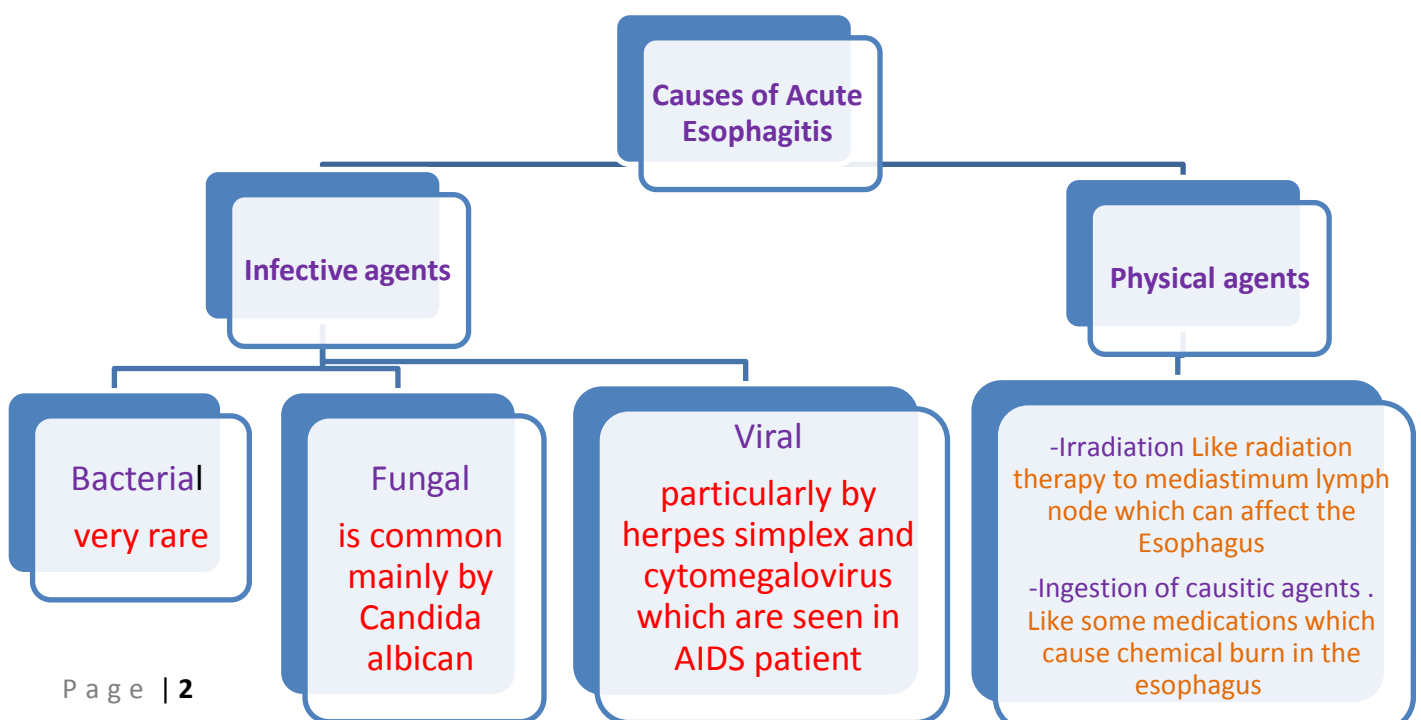 Causes of Acute
Esophagitis
Infective agents
Physical agents
Bacterial
very rare
Fungal
is common
mainly by
Candida
albican
Viral
particularly by
herpes simplex and
cytomegalovirus
which are seen in
AIDS patient
-Irradiation Like radiation
therapy to mediastimum lymph
node which can affect the
Esophagus
-Ingestion of causitic agents .
Like some medications which
cause chemical burn in the
esophagus
Page | 2